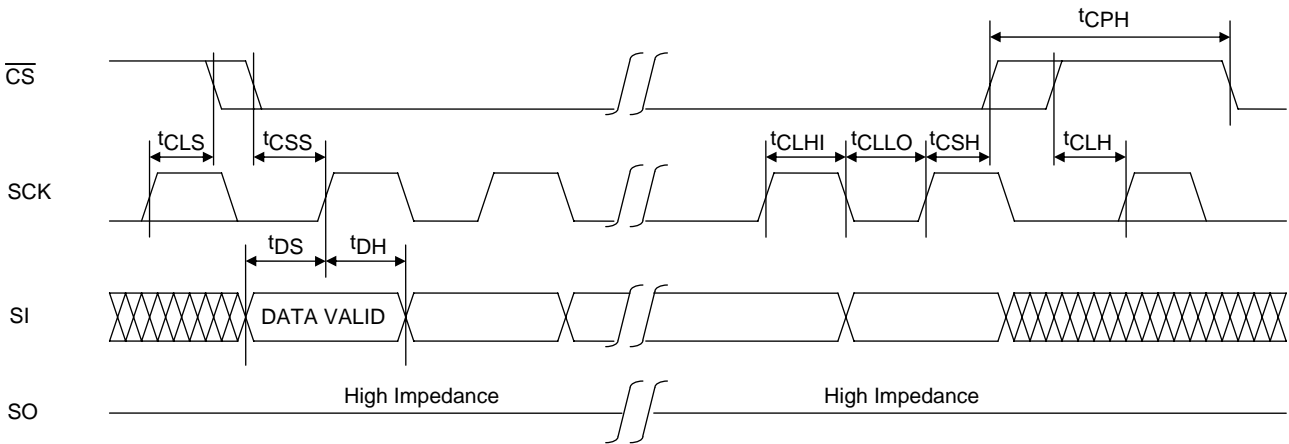 tCPH
CS
tCLS tCSS tCLHI tCLLO tCSH tCLH
SCK
tDS tDH
SI DATA VALID
High Impedance High Impedance
SO